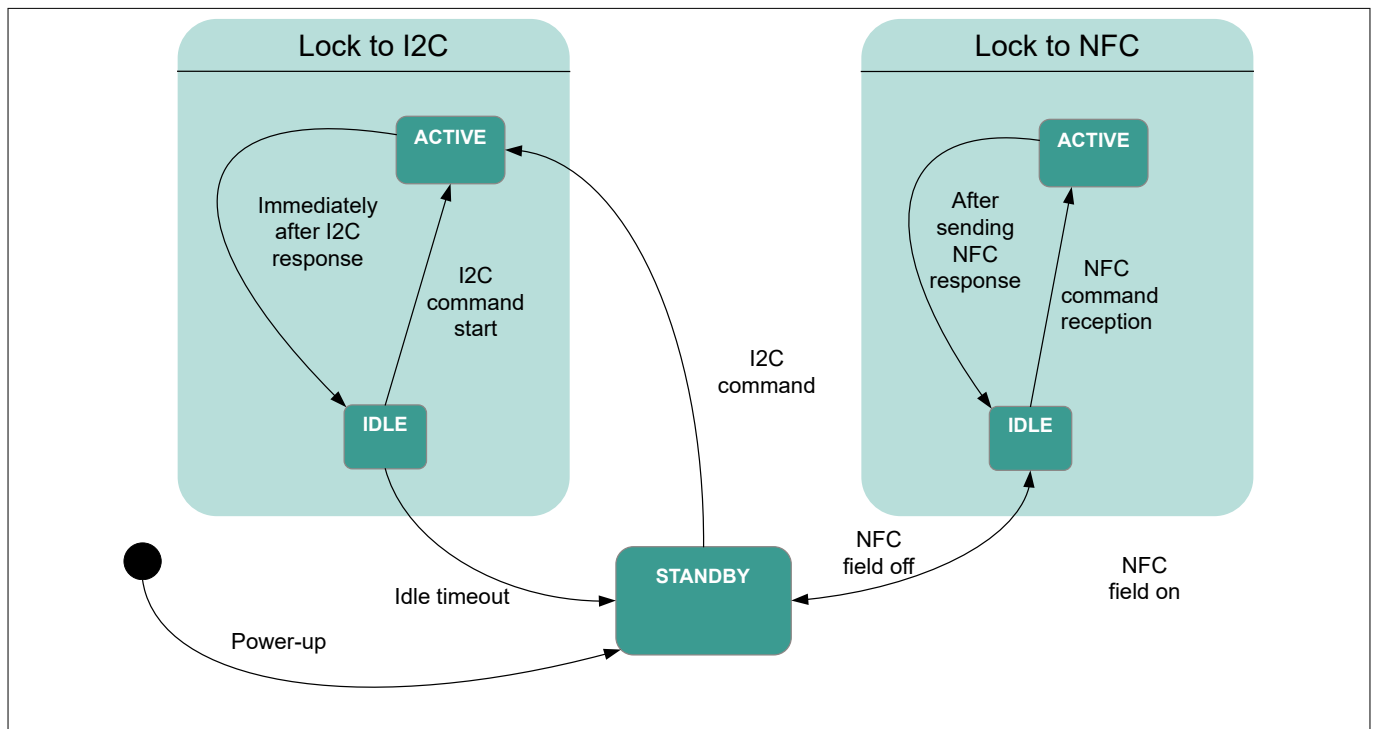 Lock to I2C
Lock to NFC
ACTIVE
ACTIVE
Immediately
after I2C
response
I2C
command
start
After
sending
NFC
response
NFC
command
reception
I2C
command
IDLE
IDLE
NFC
field off
NFC
field on
STANDBY
Idle timeout
Power-up